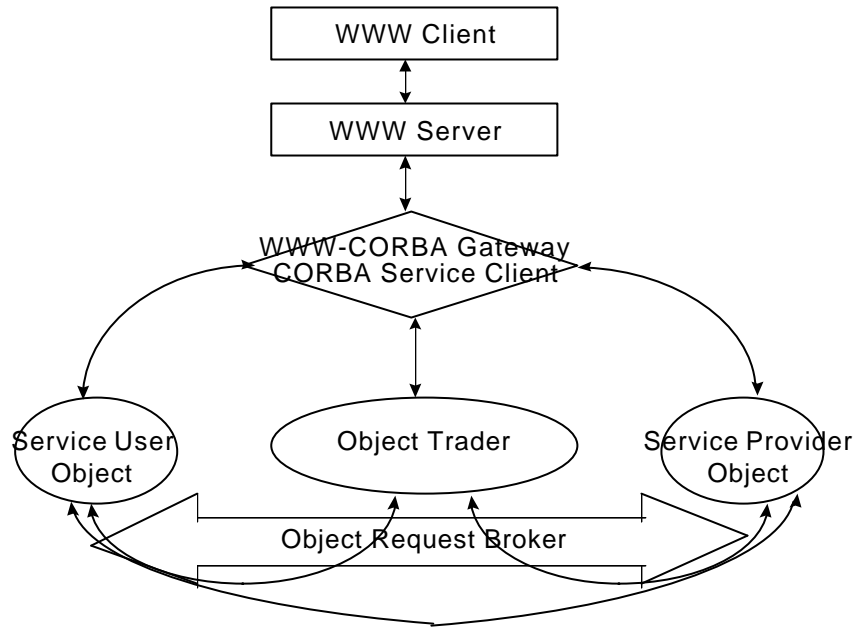 WWW Client
WWW Server
WWW-CORBA Gateway
CORBA Service Client
Service User
Object
Object Trader
Service Provider
Object
Object Request Broker